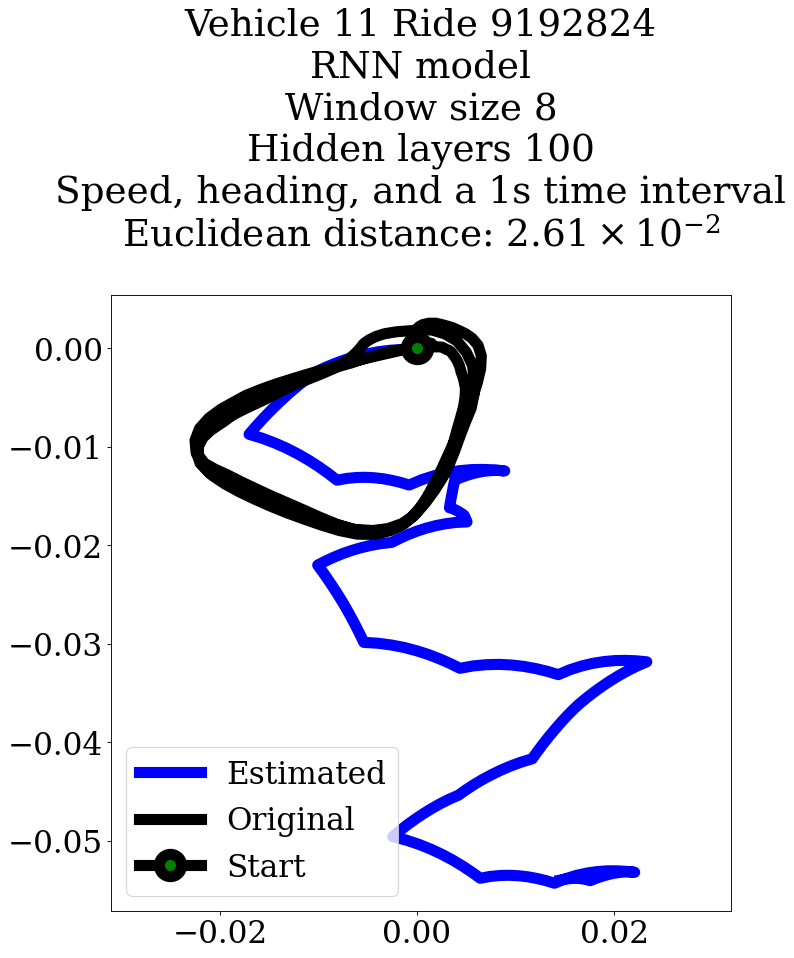 Vehicle 11 Ride 9192824
RNN model
Window size 8
Hidden layers 100
Speed, heading, and a 1s time interval
Euclidean distance: 2.61 × 10⁻²
0.00
−0.01
−0.02
−0.03
−0.04
−0.05
Estimated
Original
Start
−0.02
0.00
0.02